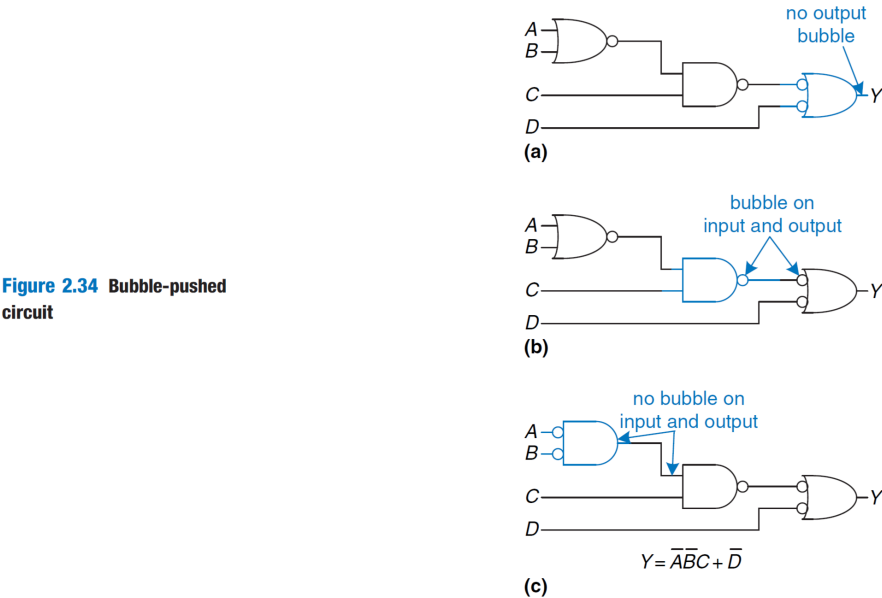 no output
bubble
A
B
C
Y
D
(a)
bubble on
input and output
A
B
C
Y
D
(b)
Figure 2.34 Bubble-pushed
circuit
no bubble on
input and output
A
B
C
Y
D
Y = A̅B̅C + D̅
(c)